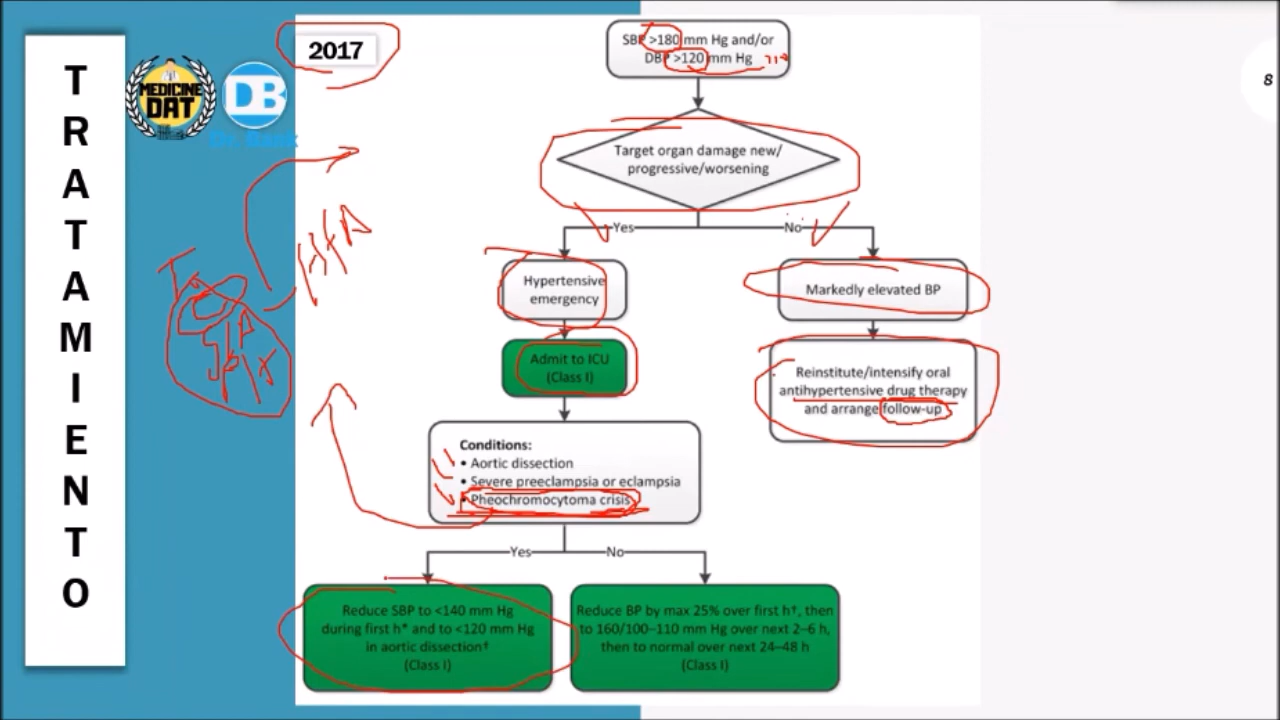 TRATAMIENTO
MEDICINE
DAT
DB
Dr. Bank
2017
8
SBP >180 mm Hg and/or
DBP >120 mm Hg
Target organ damage new/
progressive/worsening
Yes
No
Hypertensive
emergency
Markedly elevated BP
Admit to ICU
(Class I)
Reinstitute/intensify oral
antihypertensive drug therapy
and arrange follow-up
Conditions:
• Aortic dissection
• Severe preeclampsia or eclampsia
• Pheochromocytoma crisis
Yes
No
Reduce SBP to <140 mm Hg
during first h* and to <120 mm Hg
in aortic dissection†
(Class I)
Reduce BP by max 25% over first h†, then
to 160/100–110 mm Hg over next 2–6 h,
then to normal over next 24–48 h
(Class I)